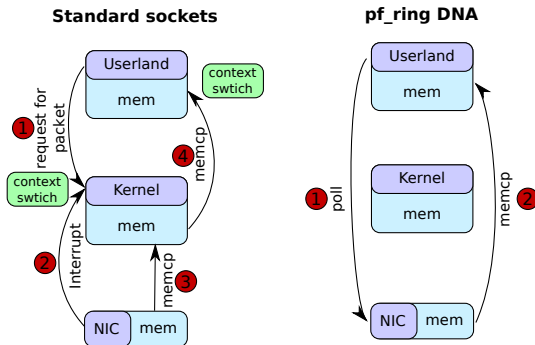 Standard sockets
pf_ring DNA
Userland
mem
context
swtich
1
request for
packet
4
memcp
context
swtich
Kernel
mem
2
Interrupt
3
memcp
NIC
mem
Userland
mem
Kernel
mem
1
poll
memcp
2
NIC
mem